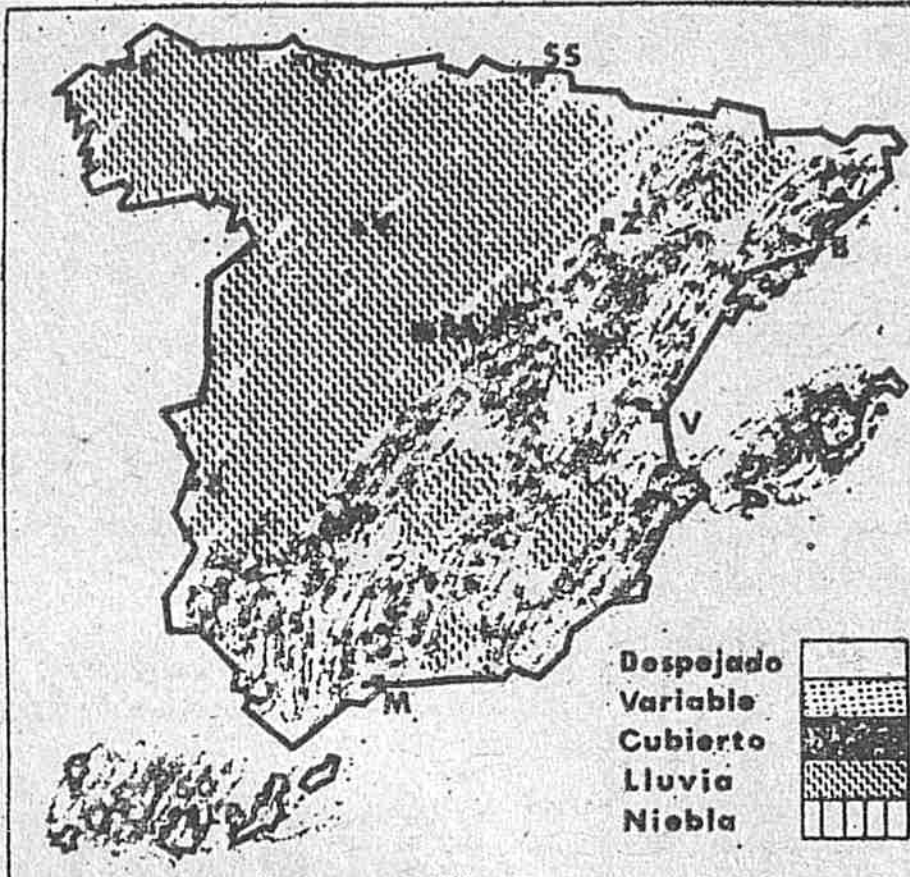 SS
Z
B
V
M
Despejado
Variable
Cubierto
Lluvia
Niebla